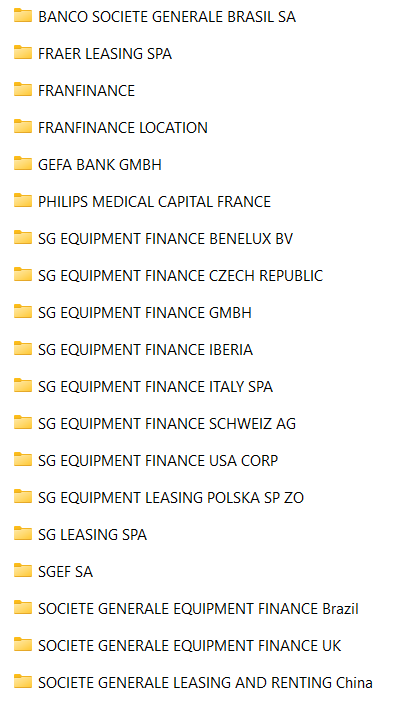 BANCO SOCIETE GENERALE BRASIL SA
FRAER LEASING SPA
FRANFINANCE
FRANFINANCE LOCATION
GEFA BANK GMBH
PHILIPS MEDICAL CAPITAL FRANCE
SG EQUIPMENT FINANCE BENELUX BV
SG EQUIPMENT FINANCE CZECH REPUBLIC
SG EQUIPMENT FINANCE GMBH
SG EQUIPMENT FINANCE IBERIA
SG EQUIPMENT FINANCE ITALY SPA
SG EQUIPMENT FINANCE SCHWEIZ AG
SG EQUIPMENT FINANCE USA CORP
SG EQUIPMENT LEASING POLSKA SP ZO
SG LEASING SPA
SGEF SA
SOCIETE GENERALE EQUIPMENT FINANCE Brazil
SOCIETE GENERALE EQUIPMENT FINANCE UK
SOCIETE GENERALE LEASING AND RENTING China